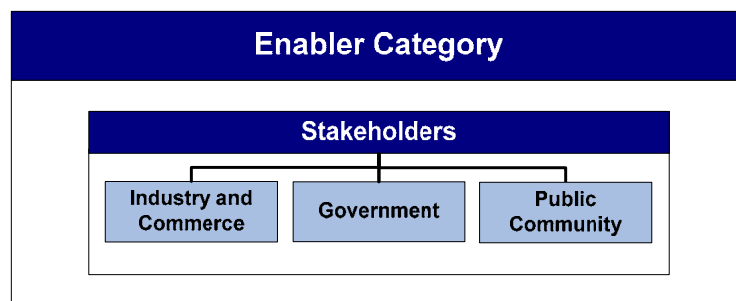 Enabler Category
Stakeholders
Industry and
Commerce
Government
Public
Community